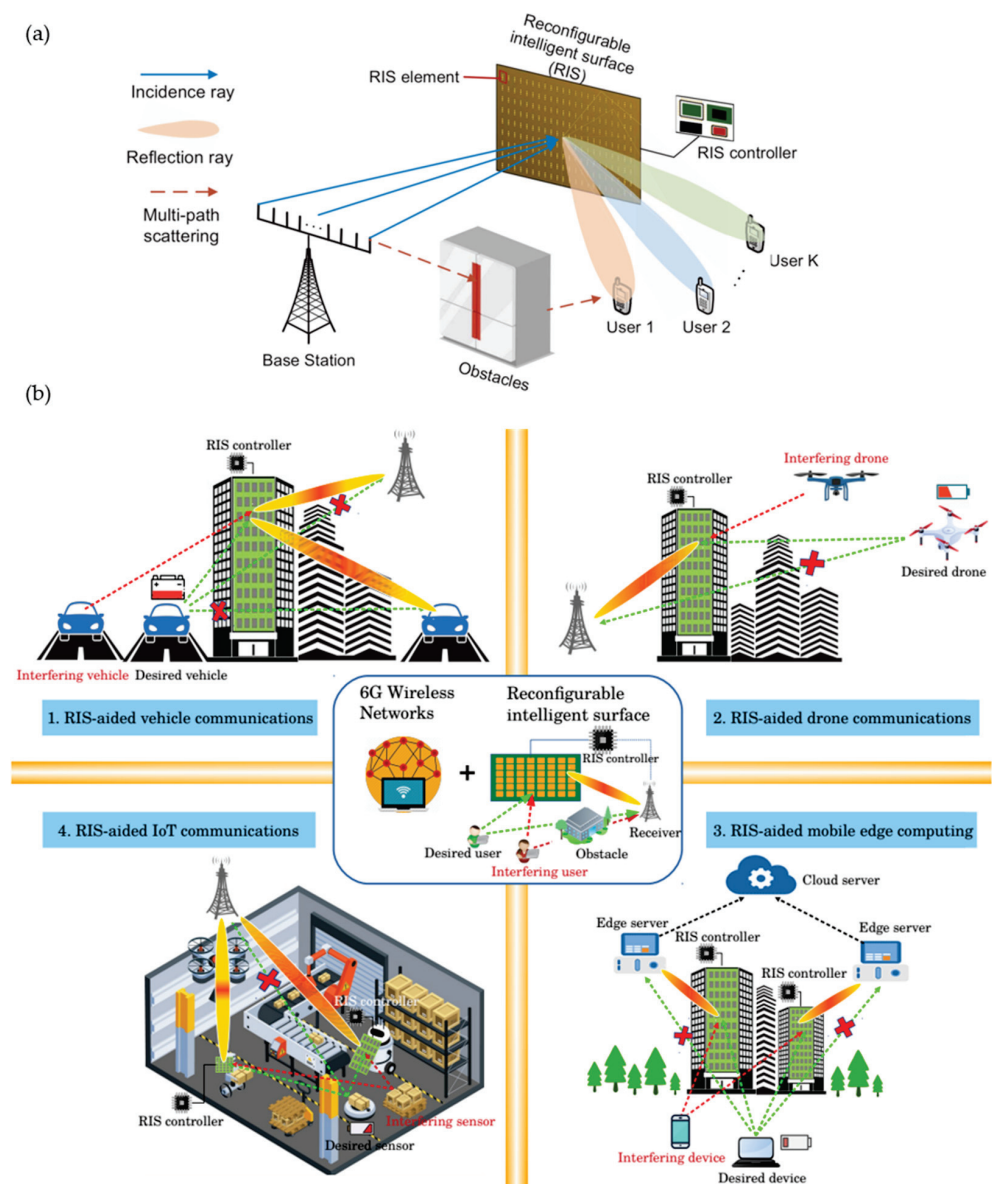 (a)
Incidence ray
Reflection ray
Multi-path
scattering
Reconfigurable
intelligent surface
(RIS)
RIS element
RIS controller
...
Base Station
Obstacles
User 1
User 2
...
User K
(b)
RIS controller
Interfering vehicle
Desired vehicle
1. RIS-aided vehicle communications
RIS controller
Interfering drone
Desired drone
2. RIS-aided drone communications
6G Wireless
Networks
+
Reconfigurable
intelligent surface
RIS controller
Desired user
Interfering user
Obstacle
Receiver
4. RIS-aided IoT communications
RIS controller
RIS controller
Interfering sensor
Desired sensor
3. RIS-aided mobile edge computing
Cloud server
Edge server
Edge server
RIS controller
RIS controller
Interfering device
Desired device